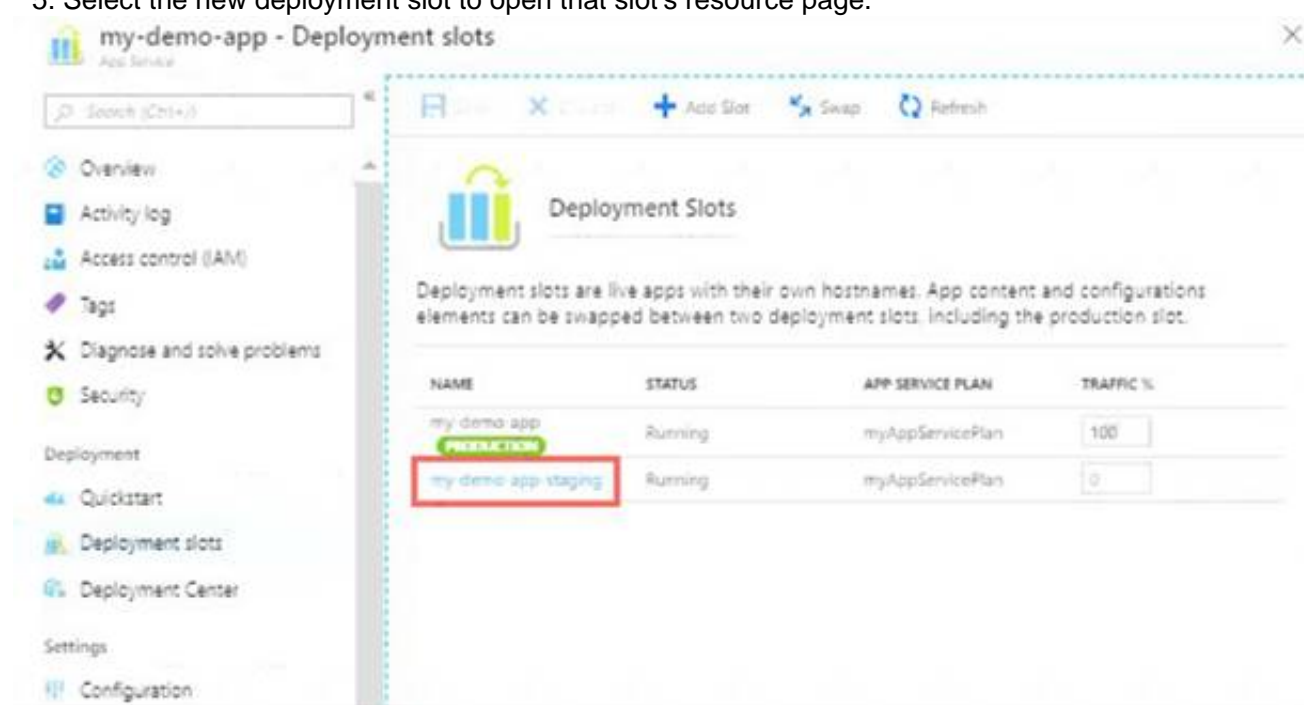 5. Select the new deployment slot to open that slot's resource page.
my-demo-app - Deployment slots
App Service
Search (Ctrl+/)
Add Slot Swap Refresh
Overview
Activity log
Access control (IAM)
Tags
Diagnose and solve problems
Security
Deployment
Quickstart
Deployment slots
Deployment Center
Settings
Configuration
Deployment Slots
Deployment slots are live apps with their own hostnames. App content and configurations
elements can be swapped between two deployment slots, including the production slot.
NAME STATUS APP SERVICE PLAN TRAFFIC %
my-demo-app Running myAppServicePlan 100
PRODUCTION
my-demo-app-staging Running myAppServicePlan 0